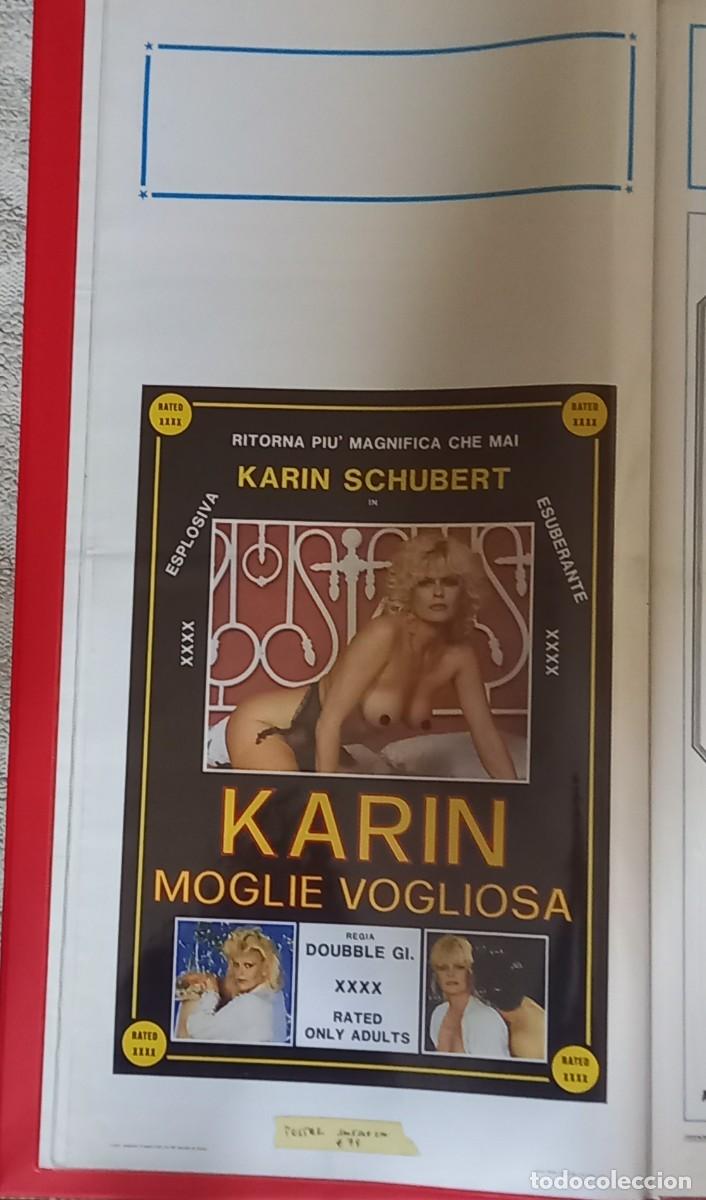 RATED
XXXX
RATED
XXXX
RITORNA PIU' MAGNIFICA CHE MAI
KARIN SCHUBERT
IN
ESPLOSIVA
ESUBERANTE
XXXX
XXXX
KARIN
MOGLIE VOGLIOSA
REGIA
DOUBBLE GI.
XXXX
RATED
ONLY ADULTS
RATED
XXXX
RATED
XXXX
todocoleccion